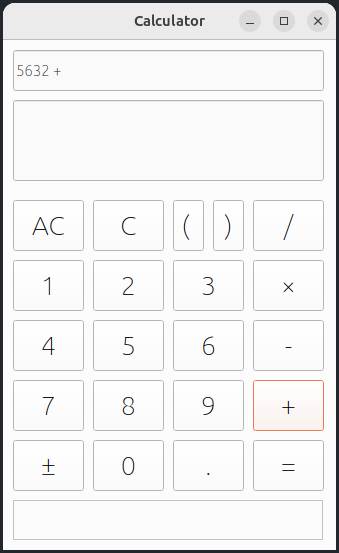 Calculator
5632 +
AC C ( ) /
1 2 3 ×
4 5 6 -
7 8 9 +
± 0 . =